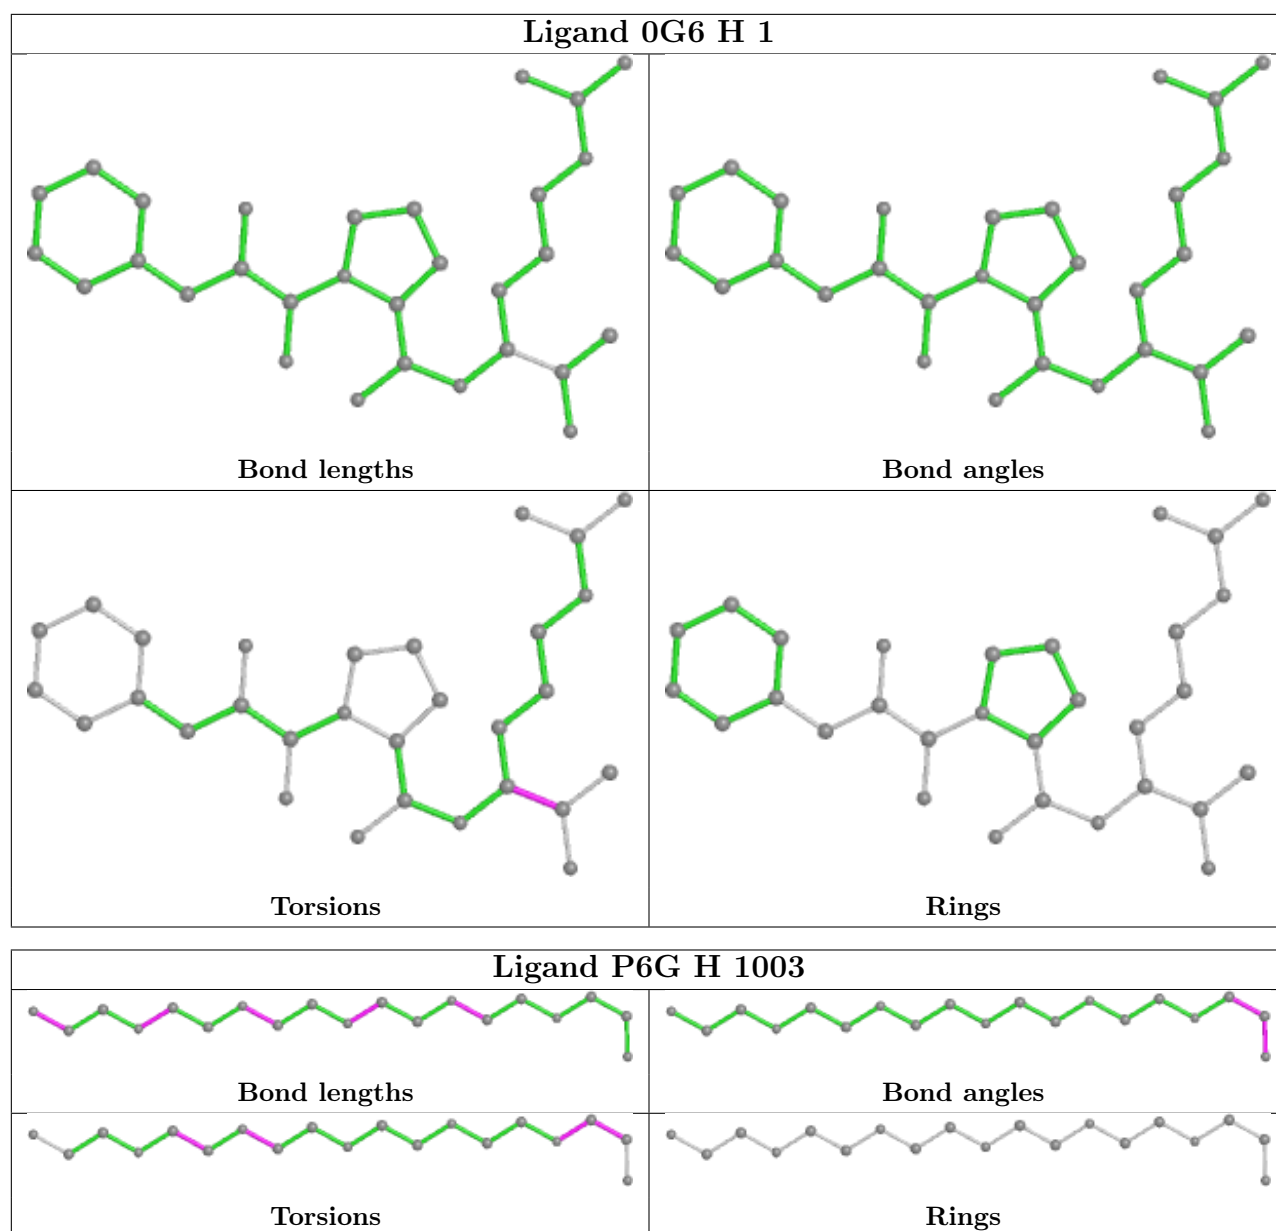 Ligand 0G6 H 1
Bond lengths
Bond angles
Torsions
Rings
Ligand P6G H 1003
Bond lengths
Bond angles
Torsions
Rings